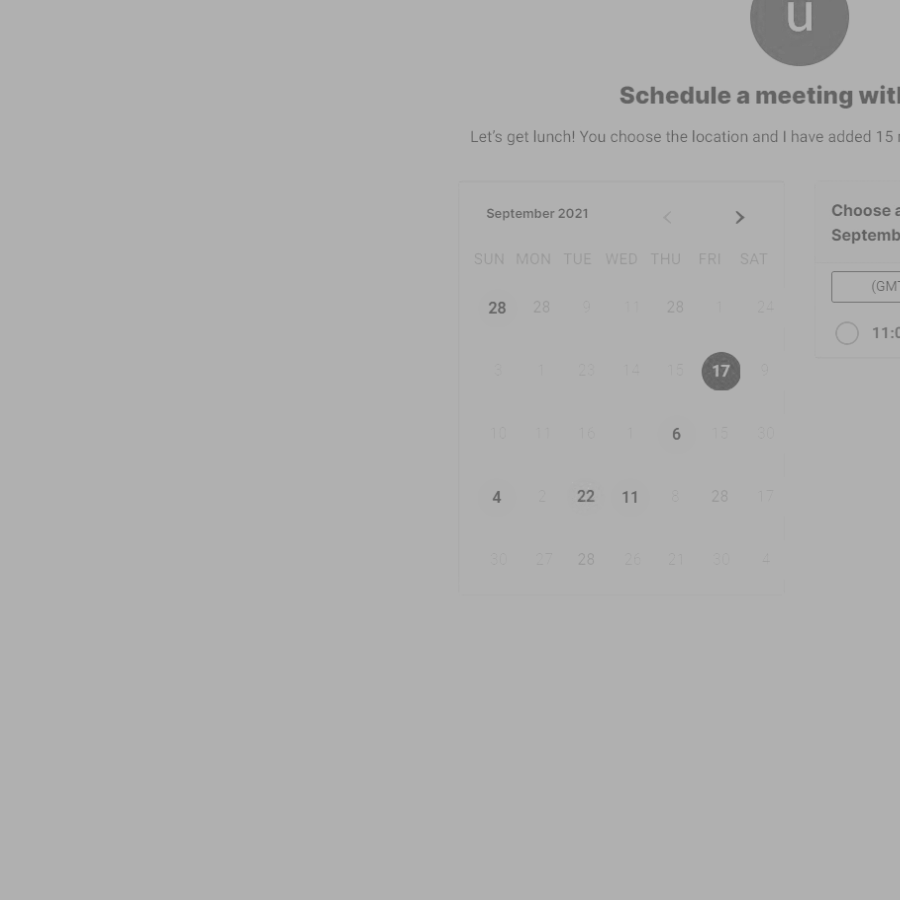 u
Schedule a meeting with
Let's get lunch! You choose the location and I have added 15
September 2021
SUN MON TUE WED THU FRI SAT
28 28 9 11 28 1 24
3 1 23 14 15 17 9
10 11 16 1 6 15 30
4 2 22 11 8 28 17
30 27 28 26 21 30 4
Choose a
Septemb
(GMT
11:0